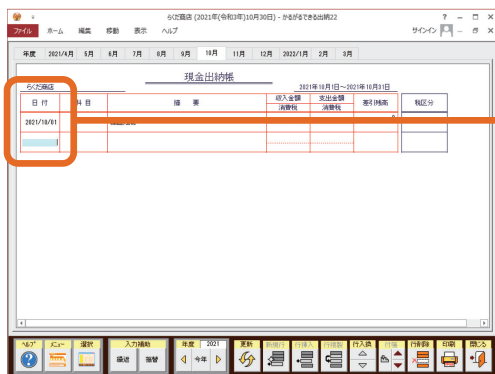 らくだ商店 (2021年(令和3年)10月30日) - かるがるできる出納22
ファイル ホーム 編集 移動 表示 ヘルプ サインイン
年度 2021/4月 5月 6月 7月 8月 9月 10月 11月 12月 2022/1月 2月 3月
現金出納帳
らくだ商店 2021年10月1日～2021年10月31日
日 付 科 目 摘 要 収入金額 支出金額 差引残高 税区分
消費税 消費税
2021/10/01
ﾍﾙﾌﾟ ﾒﾆｭｰ 選択 入力補助 年度 2021 更新 新規行 行挿入 行複製 行入換 付箋 行削除 印刷 閉じる
繰返 振替 今年